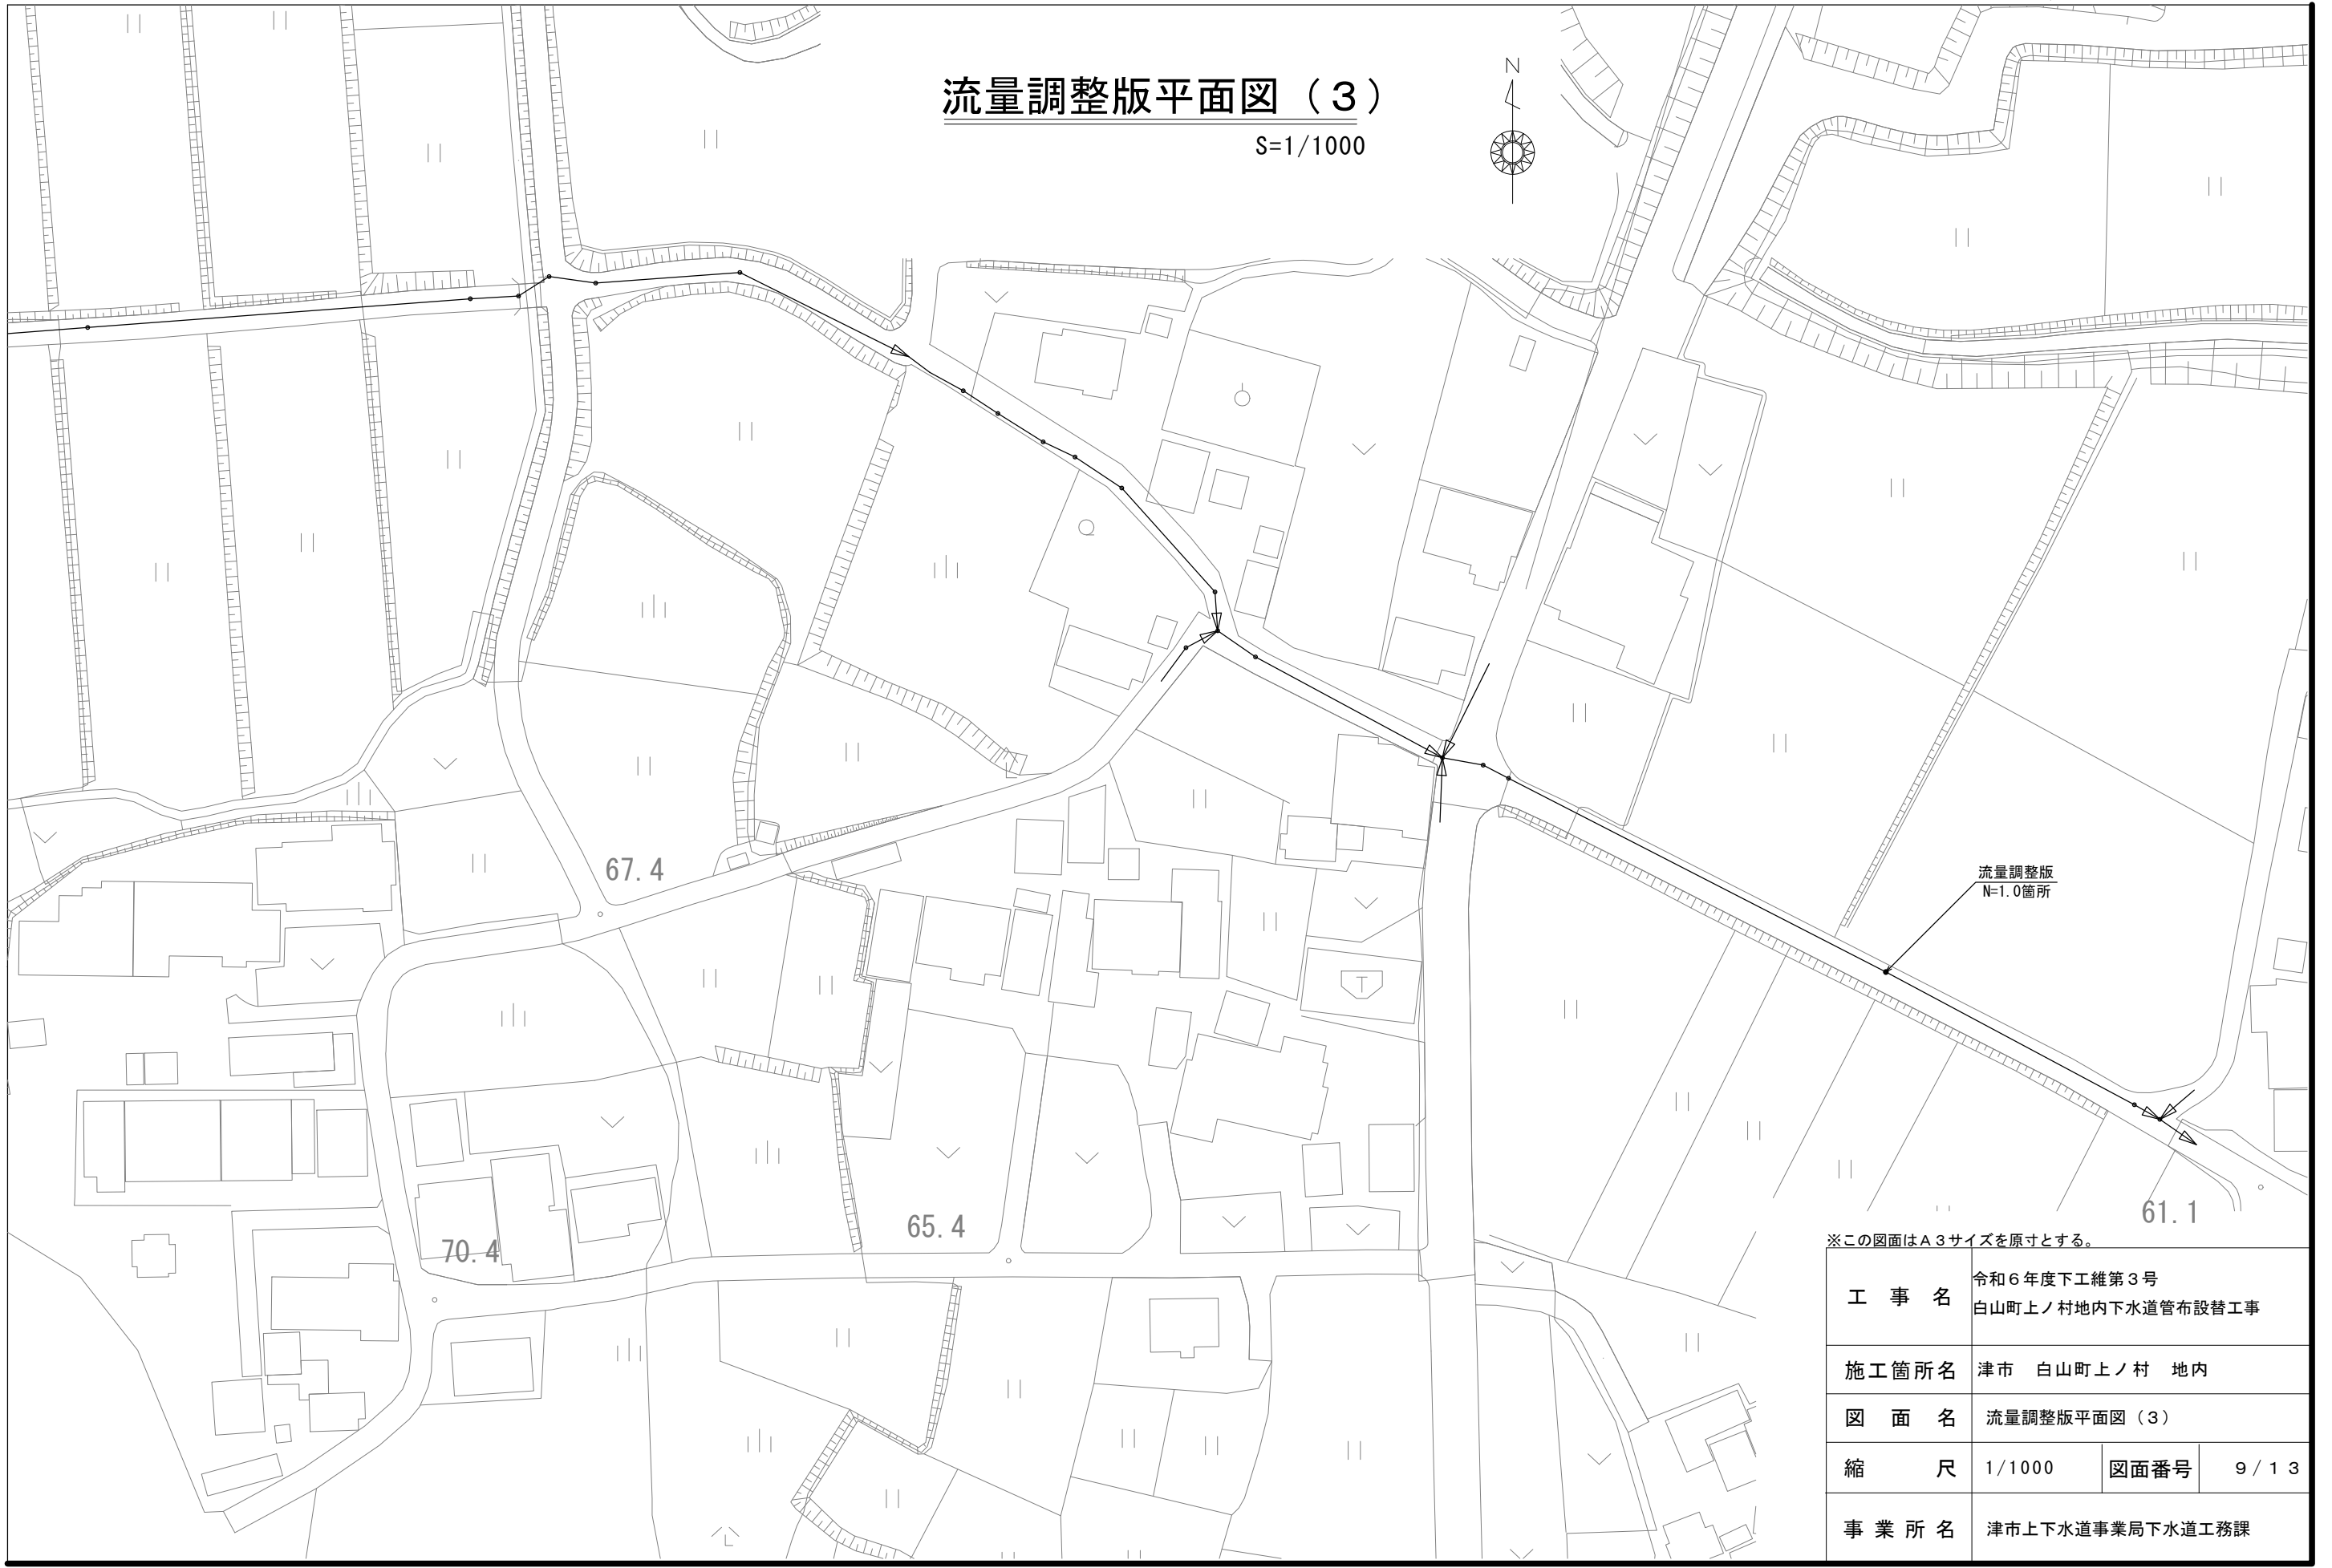 流量調整版平面図（３）
S=1/1000
N
67.4
流量調整版
N=1.0箇所
T
65.4
70.4
61.1
※この図面はＡ３サイズを原寸とする。
工　事　名　令和６年度下工維第３号
白山町上ノ村地内下水道管布設替工事
施工箇所名　津市　白山町上ノ村　地内
図　面　名　流量調整版平面図（３）
縮　　尺　1/1000　図面番号　９/１３
事業所名　津市上下水道事業局下水道工務課